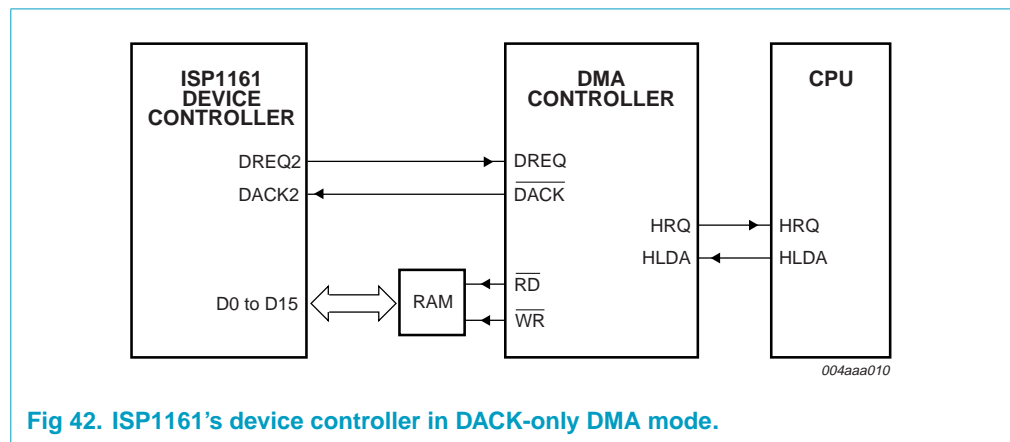 ISP1161
DEVICE
CONTROLLER
DMA
CONTROLLER
CPU
DREQ2
DREQ
DACK2
DACK
HRQ
HRQ
HLDA
HLDA
D0 to D15
RAM
RD
WR
004aaa010
Fig 42. ISP1161's device controller in DACK-only DMA mode.